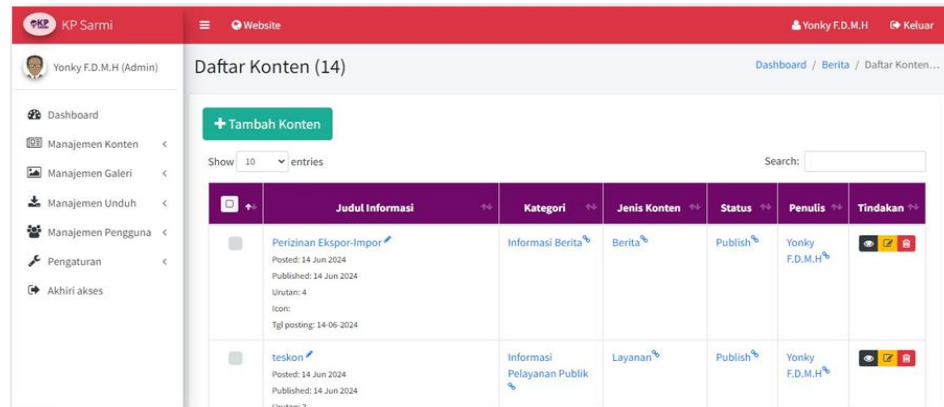 KP Sarmi
Website
Yonky F.D.M.H
Keluar
Yonky F.D.M.H (Admin)
Dashboard
Manajemen Konten
Manajemen Galeri
Manajemen Unduh
Manajemen Pengguna
Pengaturan
Akhiri akses
Daftar Konten (14)
Dashboard / Berita / Daftar Konten...
Tambah Konten
Show 10 entries
Search:
Judul Informasi Kategori Jenis Konten Status Penulis Tindakan
Perizinan Ekspor-Impor Informasi Berita Berita Publish Yonky
F.D.M.H
Posted: 14 Jun 2024
Published: 14 Jun 2024
Urutan: 4
Icon:
Tgl posting: 14-06-2024
teskon Informasi Layanan Publish Yonky
Pelayanan Publik F.D.M.H
Posted: 14 Jun 2024
Published: 14 Jun 2024